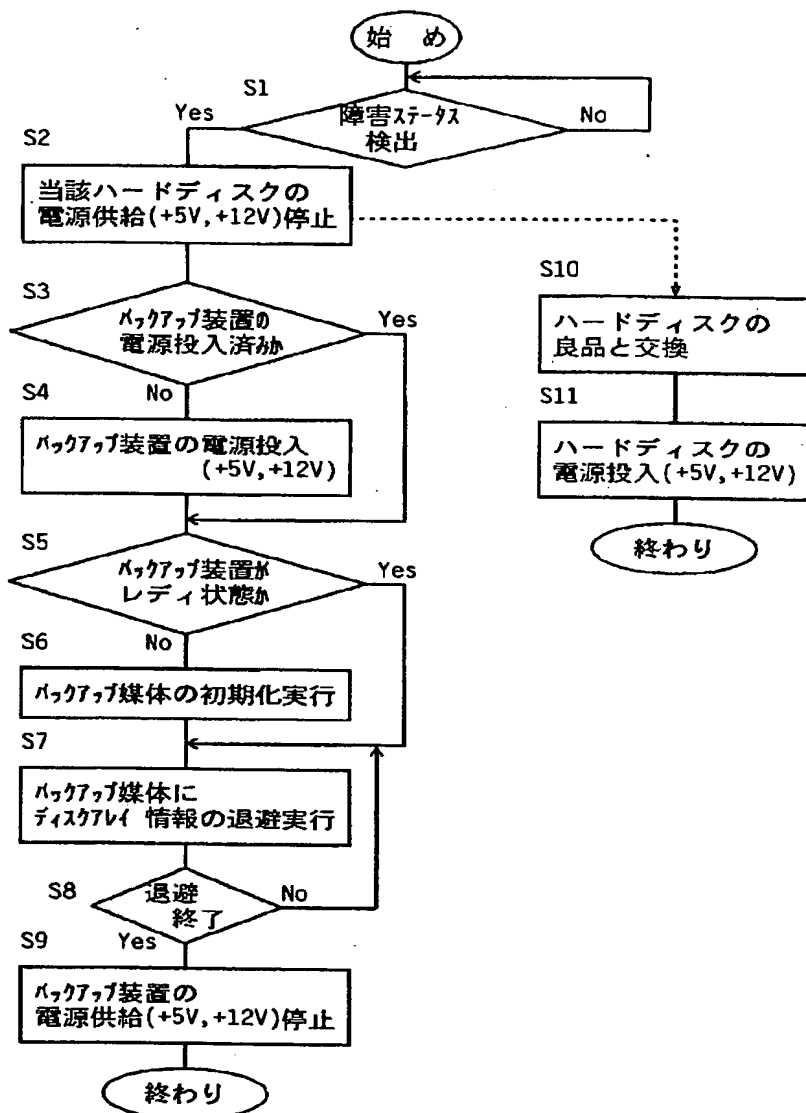 始 め
S1
障害ステータス
検出
Yes
No
S2
当該ハードディスクの
電源供給(+5V,+12V)停止
S3
バックアップ装置の
電源投入済みか
Yes
No
S4
バックアップ装置の電源投入
(+5V,+12V)
S5
バックアップ装置が
レディ状態か
Yes
No
S6
バックアップ媒体の初期化実行
S7
バックアップ媒体に
ディスクアレイ 情報の退避実行
S8
退避
終了
No
Yes
S9
バックアップ装置の
電源供給(+5V,+12V)停止
終わり
S10
ハードディスクの
良品と交換
S11
ハードディスクの
電源投入(+5V,+12V)
終わり